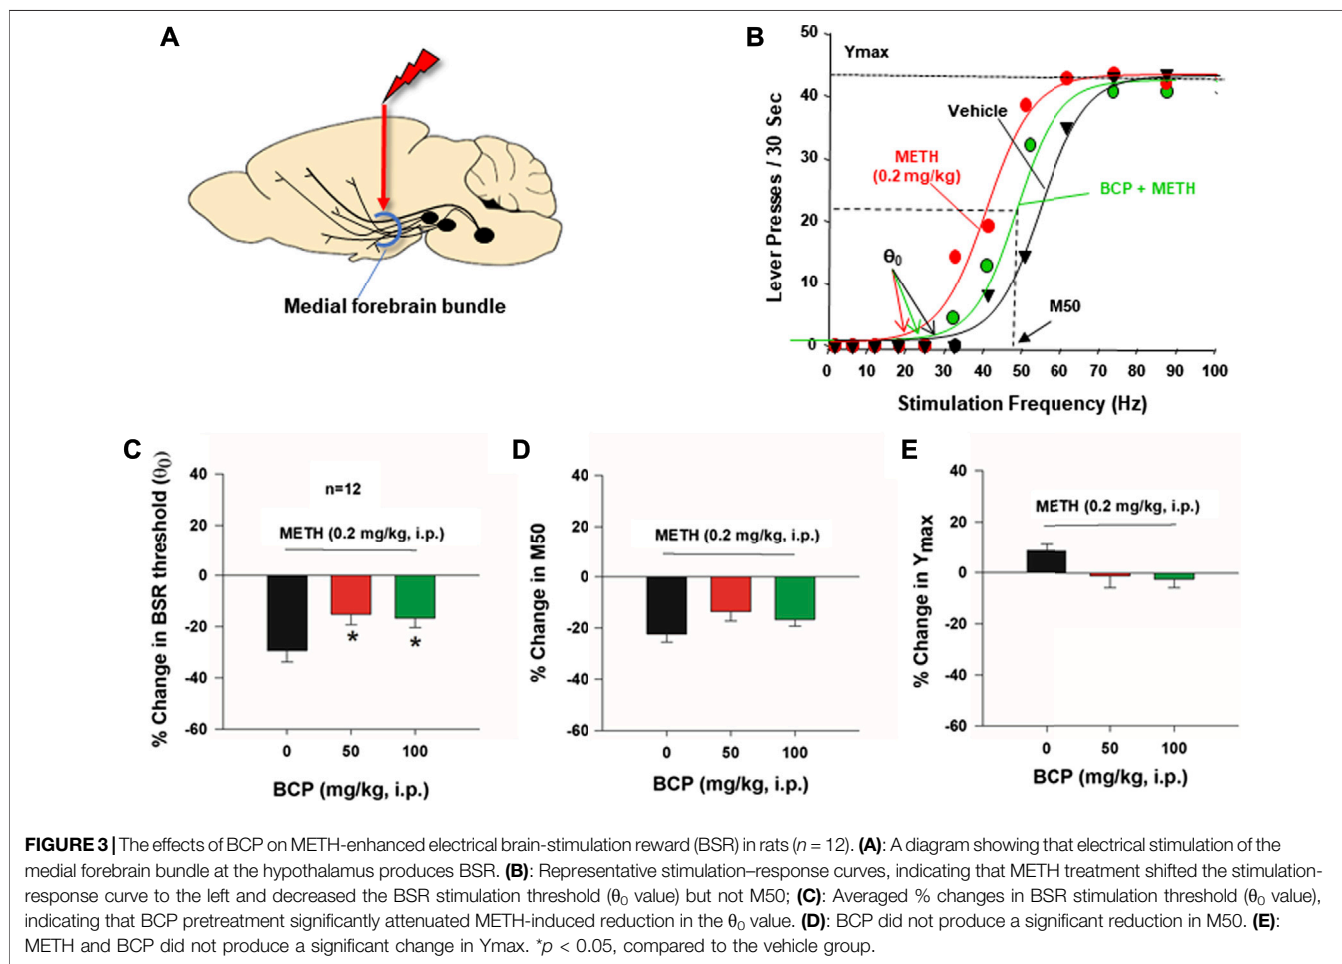 A
Medial forebrain bundle
B
50
40
30
20
10
0
Lever Presses / 30 Sec
Ymax
Vehicle
METH
(0.2 mg/kg)
BCP + METH
θ0
M50
0 10 20 30 40 50 60 70 80 90 100
Stimulation Frequency (Hz)
C
% Change in BSR threshold (θ0)
40
20
0
-20
-40
-60
n=12
METH (0.2 mg/kg, i.p.)
*
*
0 50 100
BCP (mg/kg, i.p.)
D
% Change in M50
40
20
0
-20
-40
-60
METH (0.2 mg/kg, i.p.)
0 50 100
BCP (mg/kg, i.p.)
E
% Change in Ymax
40
20
0
-20
-40
-60
METH (0.2 mg/kg, i.p.)
0 50 100
BCP (mg/kg, i.p.)
FIGURE 3 | The effects of BCP on METH-enhanced electrical brain-stimulation reward (BSR) in rats (n = 12). (A): A diagram showing that electrical stimulation of the
medial forebrain bundle at the hypothalamus produces BSR. (B): Representative stimulation–response curves, indicating that METH treatment shifted the stimulation-
response curve to the left and decreased the BSR stimulation threshold (θ0 value) but not M50; (C): Averaged % changes in BSR stimulation threshold (θ0 value),
indicating that BCP pretreatment significantly attenuated METH-induced reduction in the θ0 value. (D): BCP did not produce a significant reduction in M50. (E):
METH and BCP did not produce a significant change in Ymax. *p < 0.05, compared to the vehicle group.